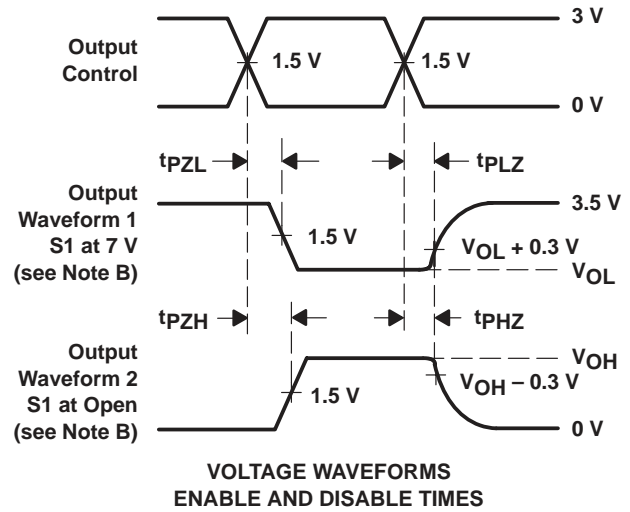 3 V
Output
Control
1.5 V
1.5 V
0 V
tPZL
tPLZ
Output
Waveform 1
S1 at 7 V
(see Note B)
3.5 V
1.5 V
VOL + 0.3 V
VOL
tPZH
tPHZ
Output
Waveform 2
S1 at Open
(see Note B)
VOH
1.5 V
VOH – 0.3 V
0 V
VOLTAGE WAVEFORMS
ENABLE AND DISABLE TIMES